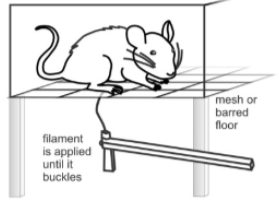 mesh or
barred
floor
filament
is applied
until it
buckles